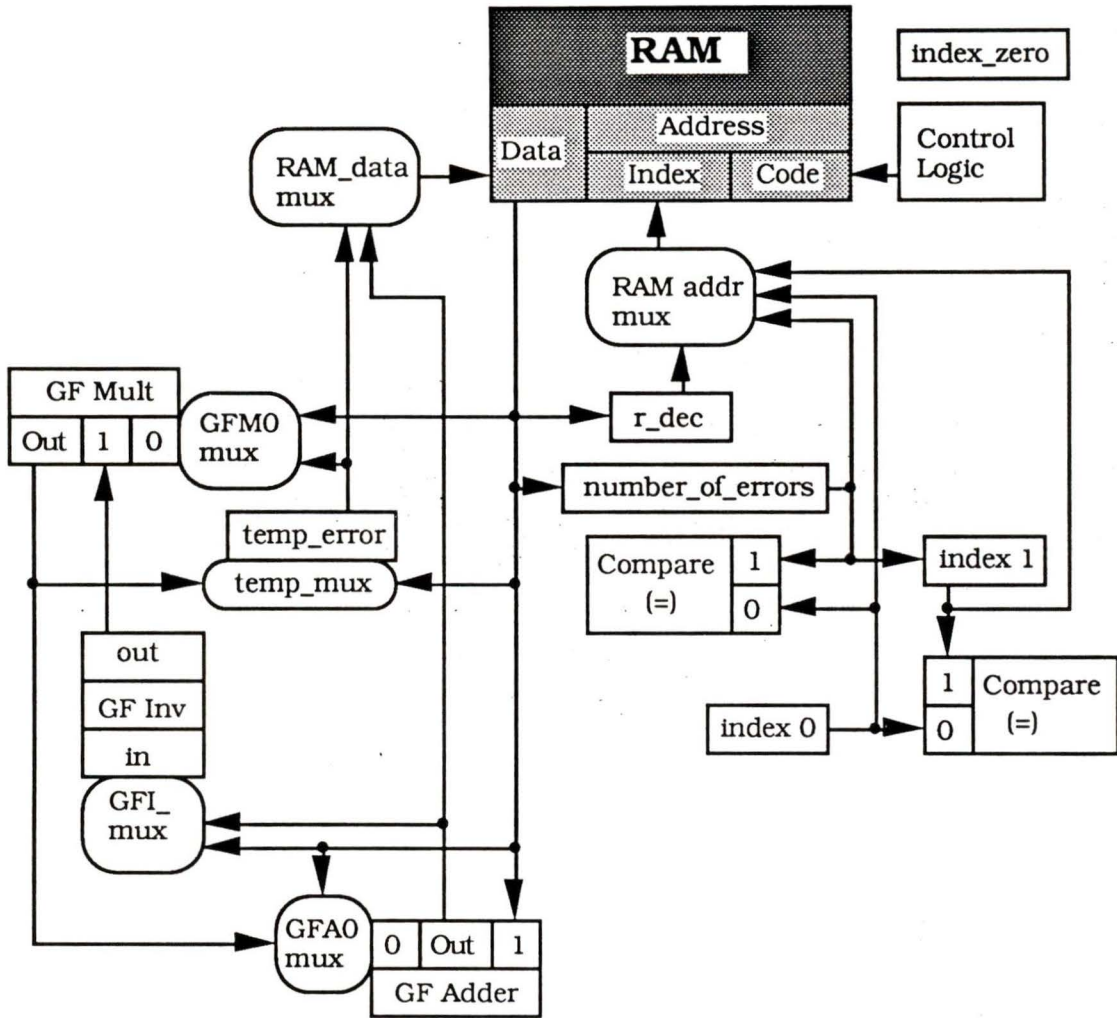 RAM
index_zero
Address
Control
Logic
Data
Index
Code
RAM_data
mux
RAM addr
mux
GF Mult
Out
1
0
GFM0
mux
r_dec
number_of_errors
temp_error
temp_mux
Compare
(=)
1
0
index 1
out
GF Inv
in
GFI_
mux
index 0
1
0
Compare
(=)
GFA0
mux
0
Out
1
GF Adder